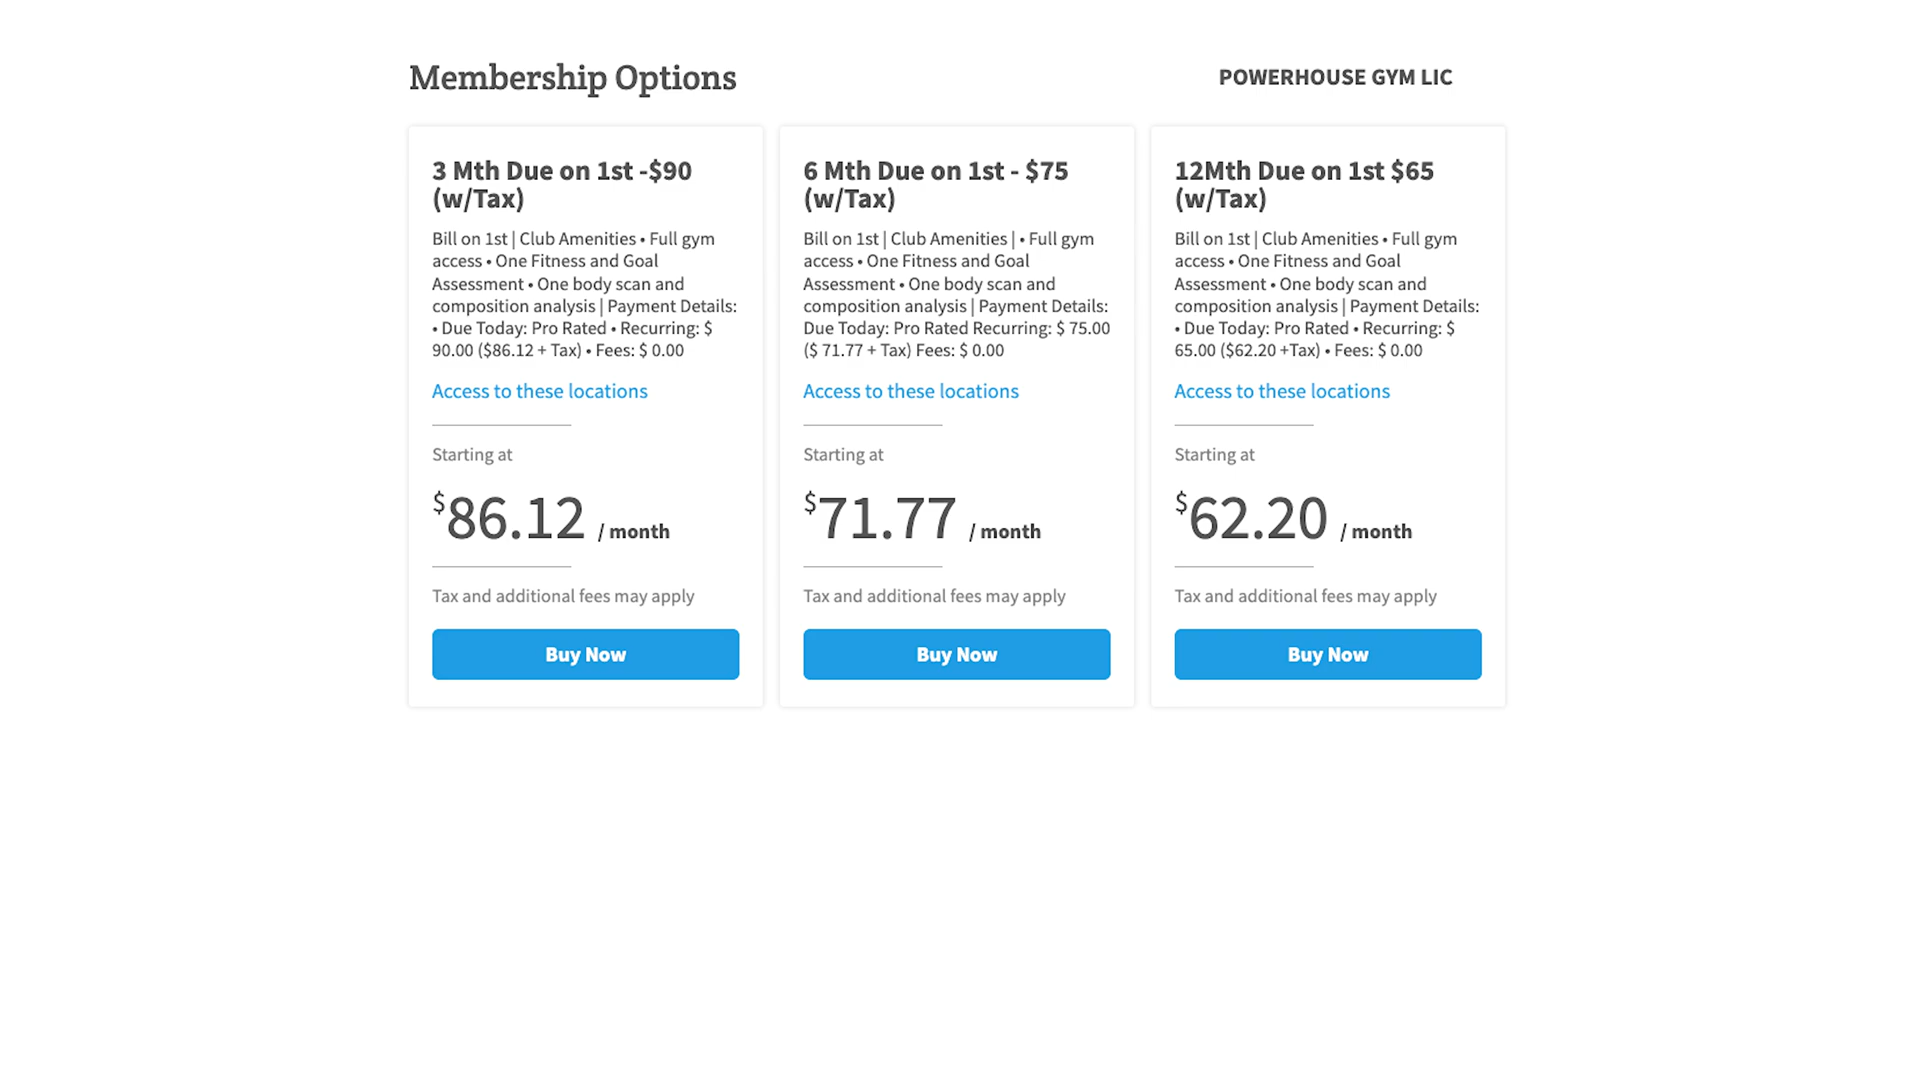 Membership Options
POWERHOUSE GYM LIC
3 Mth Due on 1st -$90
(w/Tax)
Bill on 1st | Club Amenities • Full gym
access • One Fitness and Goal
Assessment • One body scan and
composition analysis | Payment Details:
• Due Today: Pro Rated • Recurring: $
90.00 ($86.12 + Tax) • Fees: $ 0.00
Access to these locations
Starting at
$86.12 / month
Tax and additional fees may apply
Buy Now
6 Mth Due on 1st - $75
(w/Tax)
Bill on 1st | Club Amenities | • Full gym
access • One Fitness and Goal
Assessment • One body scan and
composition analysis | Payment Details:
Due Today: Pro Rated Recurring: $ 75.00
($ 71.77 + Tax) Fees: $ 0.00
Access to these locations
Starting at
$71.77 / month
Tax and additional fees may apply
Buy Now
12Mth Due on 1st $65
(w/Tax)
Bill on 1st | Club Amenities • Full gym
access • One Fitness and Goal
Assessment • One body scan and
composition analysis | Payment Details:
• Due Today: Pro Rated • Recurring: $
65.00 ($62.20 +Tax) • Fees: $ 0.00
Access to these locations
Starting at
$62.20 / month
Tax and additional fees may apply
Buy Now